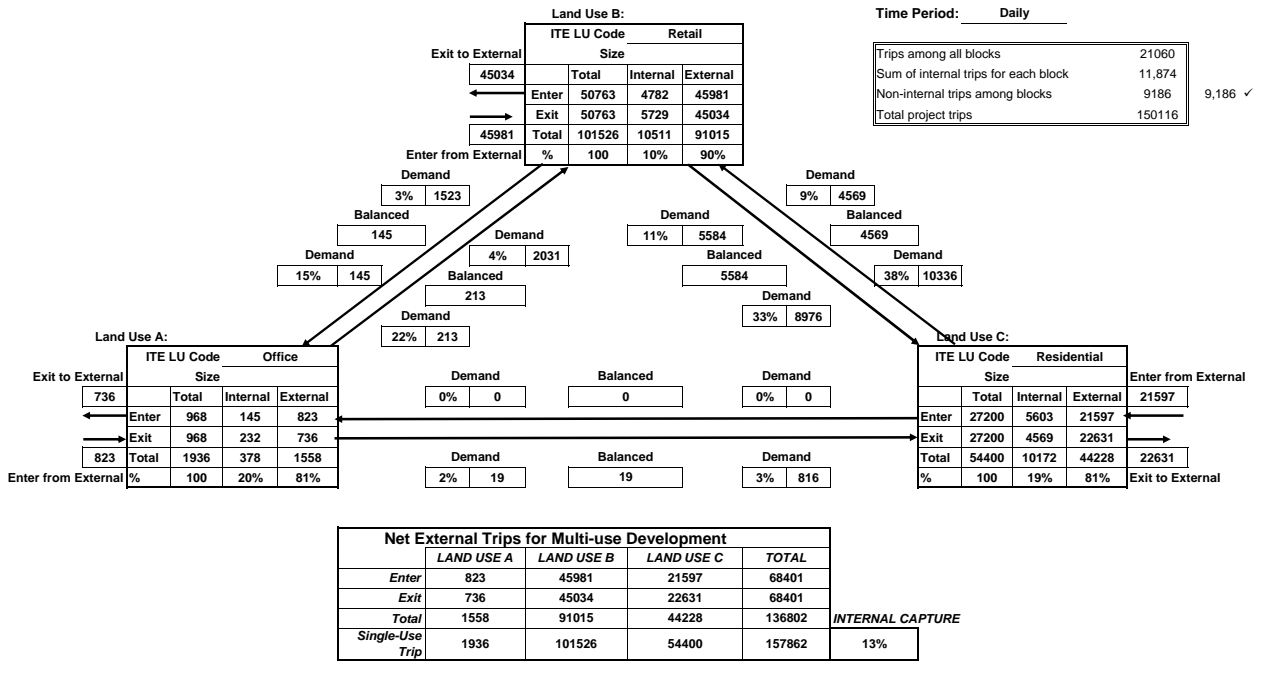 Land Use B:
Time Period: Daily
ITE LU Code Retail
Exit to External Size
Trips among all blocks 21060
45034 Total Internal External
Sum of internal trips for each block 11,874
Enter 50763 4782 45981
Non-internal trips among blocks 9186 9,186 ✓
Exit 50763 5729 45034
Total project trips 150116
45981 Total 101526 10511 91015
Enter from External % 100 10% 90%
Demand Demand
3% 1523 9% 4569
Balanced Demand Balanced
145 11% 5584 4569
Demand
4% 2031
Demand Balanced Demand
15% 145 5584 38% 10336
Balanced
213
Demand
33% 8976
Demand
22% 213
Land Use A: Land Use C:
ITE LU Code Office ITE LU Code Residential
Exit to External Size Demand Balanced Demand Size Enter from External
736 Total Internal External 0% 0 0 0% 0 Total Internal External 21597
Enter 968 145 823 Enter 27200 5603 21597
Exit 968 232 736 Exit 27200 4569 22631
823 Total 1936 378 1558 Demand Balanced Demand Total 54400 10172 44228 22631
Enter from External % 100 20% 81% 2% 19 19 3% 816 % 100 19% 81% Exit to External
Net External Trips for Multi-use Development
LAND USE A LAND USE B LAND USE C TOTAL
Enter 823 45981 21597 68401
Exit 736 45034 22631 68401
Total 1558 91015 44228 136802 INTERNAL CAPTURE
Single-Use
Trip 1936 101526 54400 157862 13%